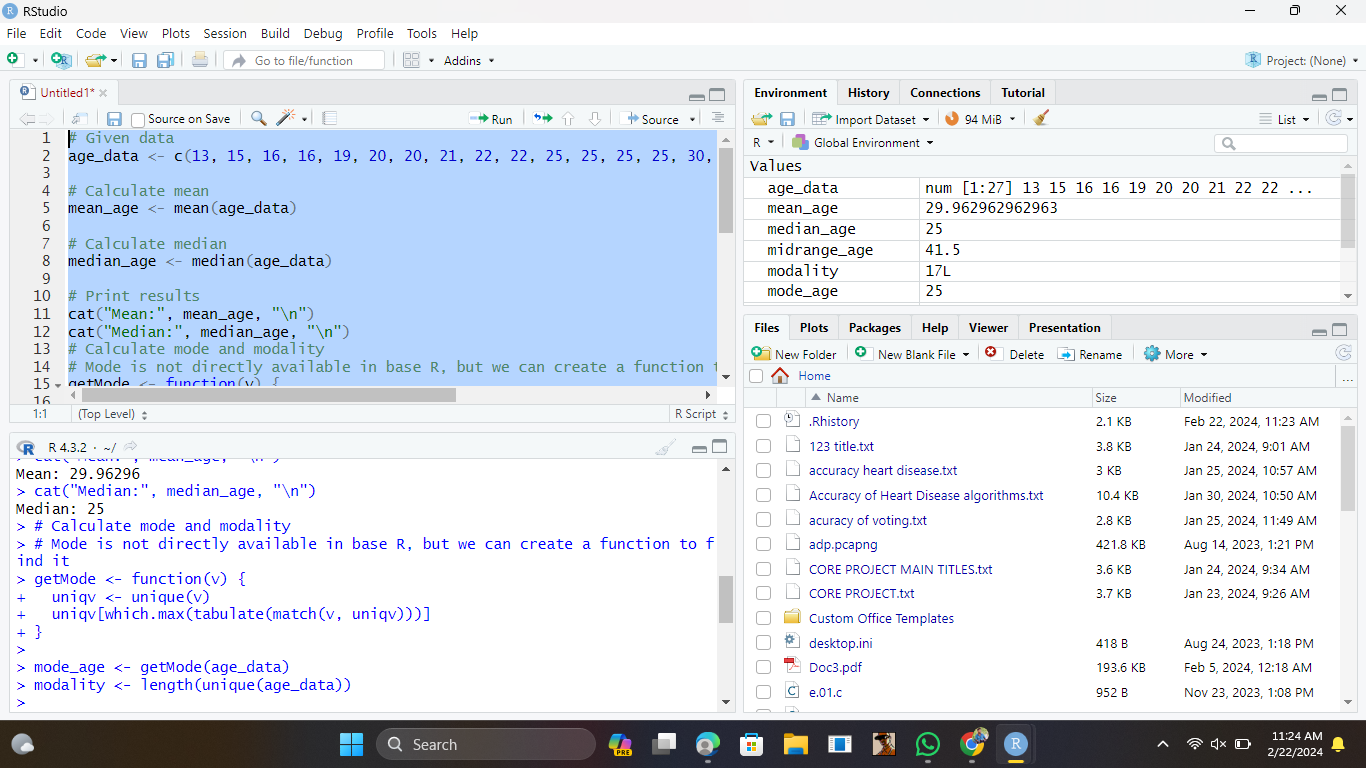 RStudio
File Edit Code View Plots Session Build Debug Profile Tools Help
Go to file/function Addins Project: (None)
Untitled1*
Source on Save Run Source
1 # Given data
2 age_data <- c(13, 15, 16, 16, 19, 20, 20, 21, 22, 22, 25, 25, 25, 25, 30,
3
4 # Calculate mean
5 mean_age <- mean(age_data)
6
7 # Calculate median
8 median_age <- median(age_data)
9
10 # Print results
11 cat("Mean:", mean_age, "\n")
12 cat("Median:", median_age, "\n")
13 # Calculate mode and modality
14 # Mode is not directly available in base R, but we can create a function
15 getMode <- function(v) {
16
1:1 (Top Level) R Script
R 4.3.2 · ~/
> cat("Mean:", mean_age, "\n")
Mean: 29.96296
> cat("Median:", median_age, "\n")
Median: 25
> # Calculate mode and modality
> # Mode is not directly available in base R, but we can create a function to f
ind it
> getMode <- function(v) {
+   uniqv <- unique(v)
+   uniqv[which.max(tabulate(match(v, uniqv)))]
+ }
>
> mode_age <- getMode(age_data)
> modality <- length(unique(age_data))
>
Environment History Connections Tutorial
Import Dataset 94 MiB List
R Global Environment
Values
age_data num [1:27] 13 15 16 16 19 20 20 21 22 22 ...
mean_age 29.962962962963
median_age 25
midrange_age 41.5
modality 17L
mode_age 25
Files Plots Packages Help Viewer Presentation
New Folder New Blank File Delete Rename More
Home ...
Name Size Modified
.Rhistory 2.1 KB Feb 22, 2024, 11:23 AM
123 title.txt 3.8 KB Jan 24, 2024, 9:01 AM
accuracy heart disease.txt 3 KB Jan 25, 2024, 10:57 AM
Accuracy of Heart Disease algorithms.txt 10.4 KB Jan 30, 2024, 10:50 AM
acuracy of voting.txt 2.8 KB Jan 25, 2024, 11:49 AM
adp.pcapng 421.8 KB Aug 14, 2023, 1:21 PM
CORE PROJECT MAIN TITLES.txt 3.6 KB Jan 24, 2024, 9:34 AM
CORE PROJECT.txt 3.7 KB Jan 23, 2024, 9:26 AM
Custom Office Templates
desktop.ini 418 B Aug 24, 2023, 1:18 PM
Doc3.pdf 193.6 KB Feb 5, 2024, 12:18 AM
e.01.c 952 B Nov 23, 2023, 1:08 PM
Search PRE 11:24 AM
2/22/2024